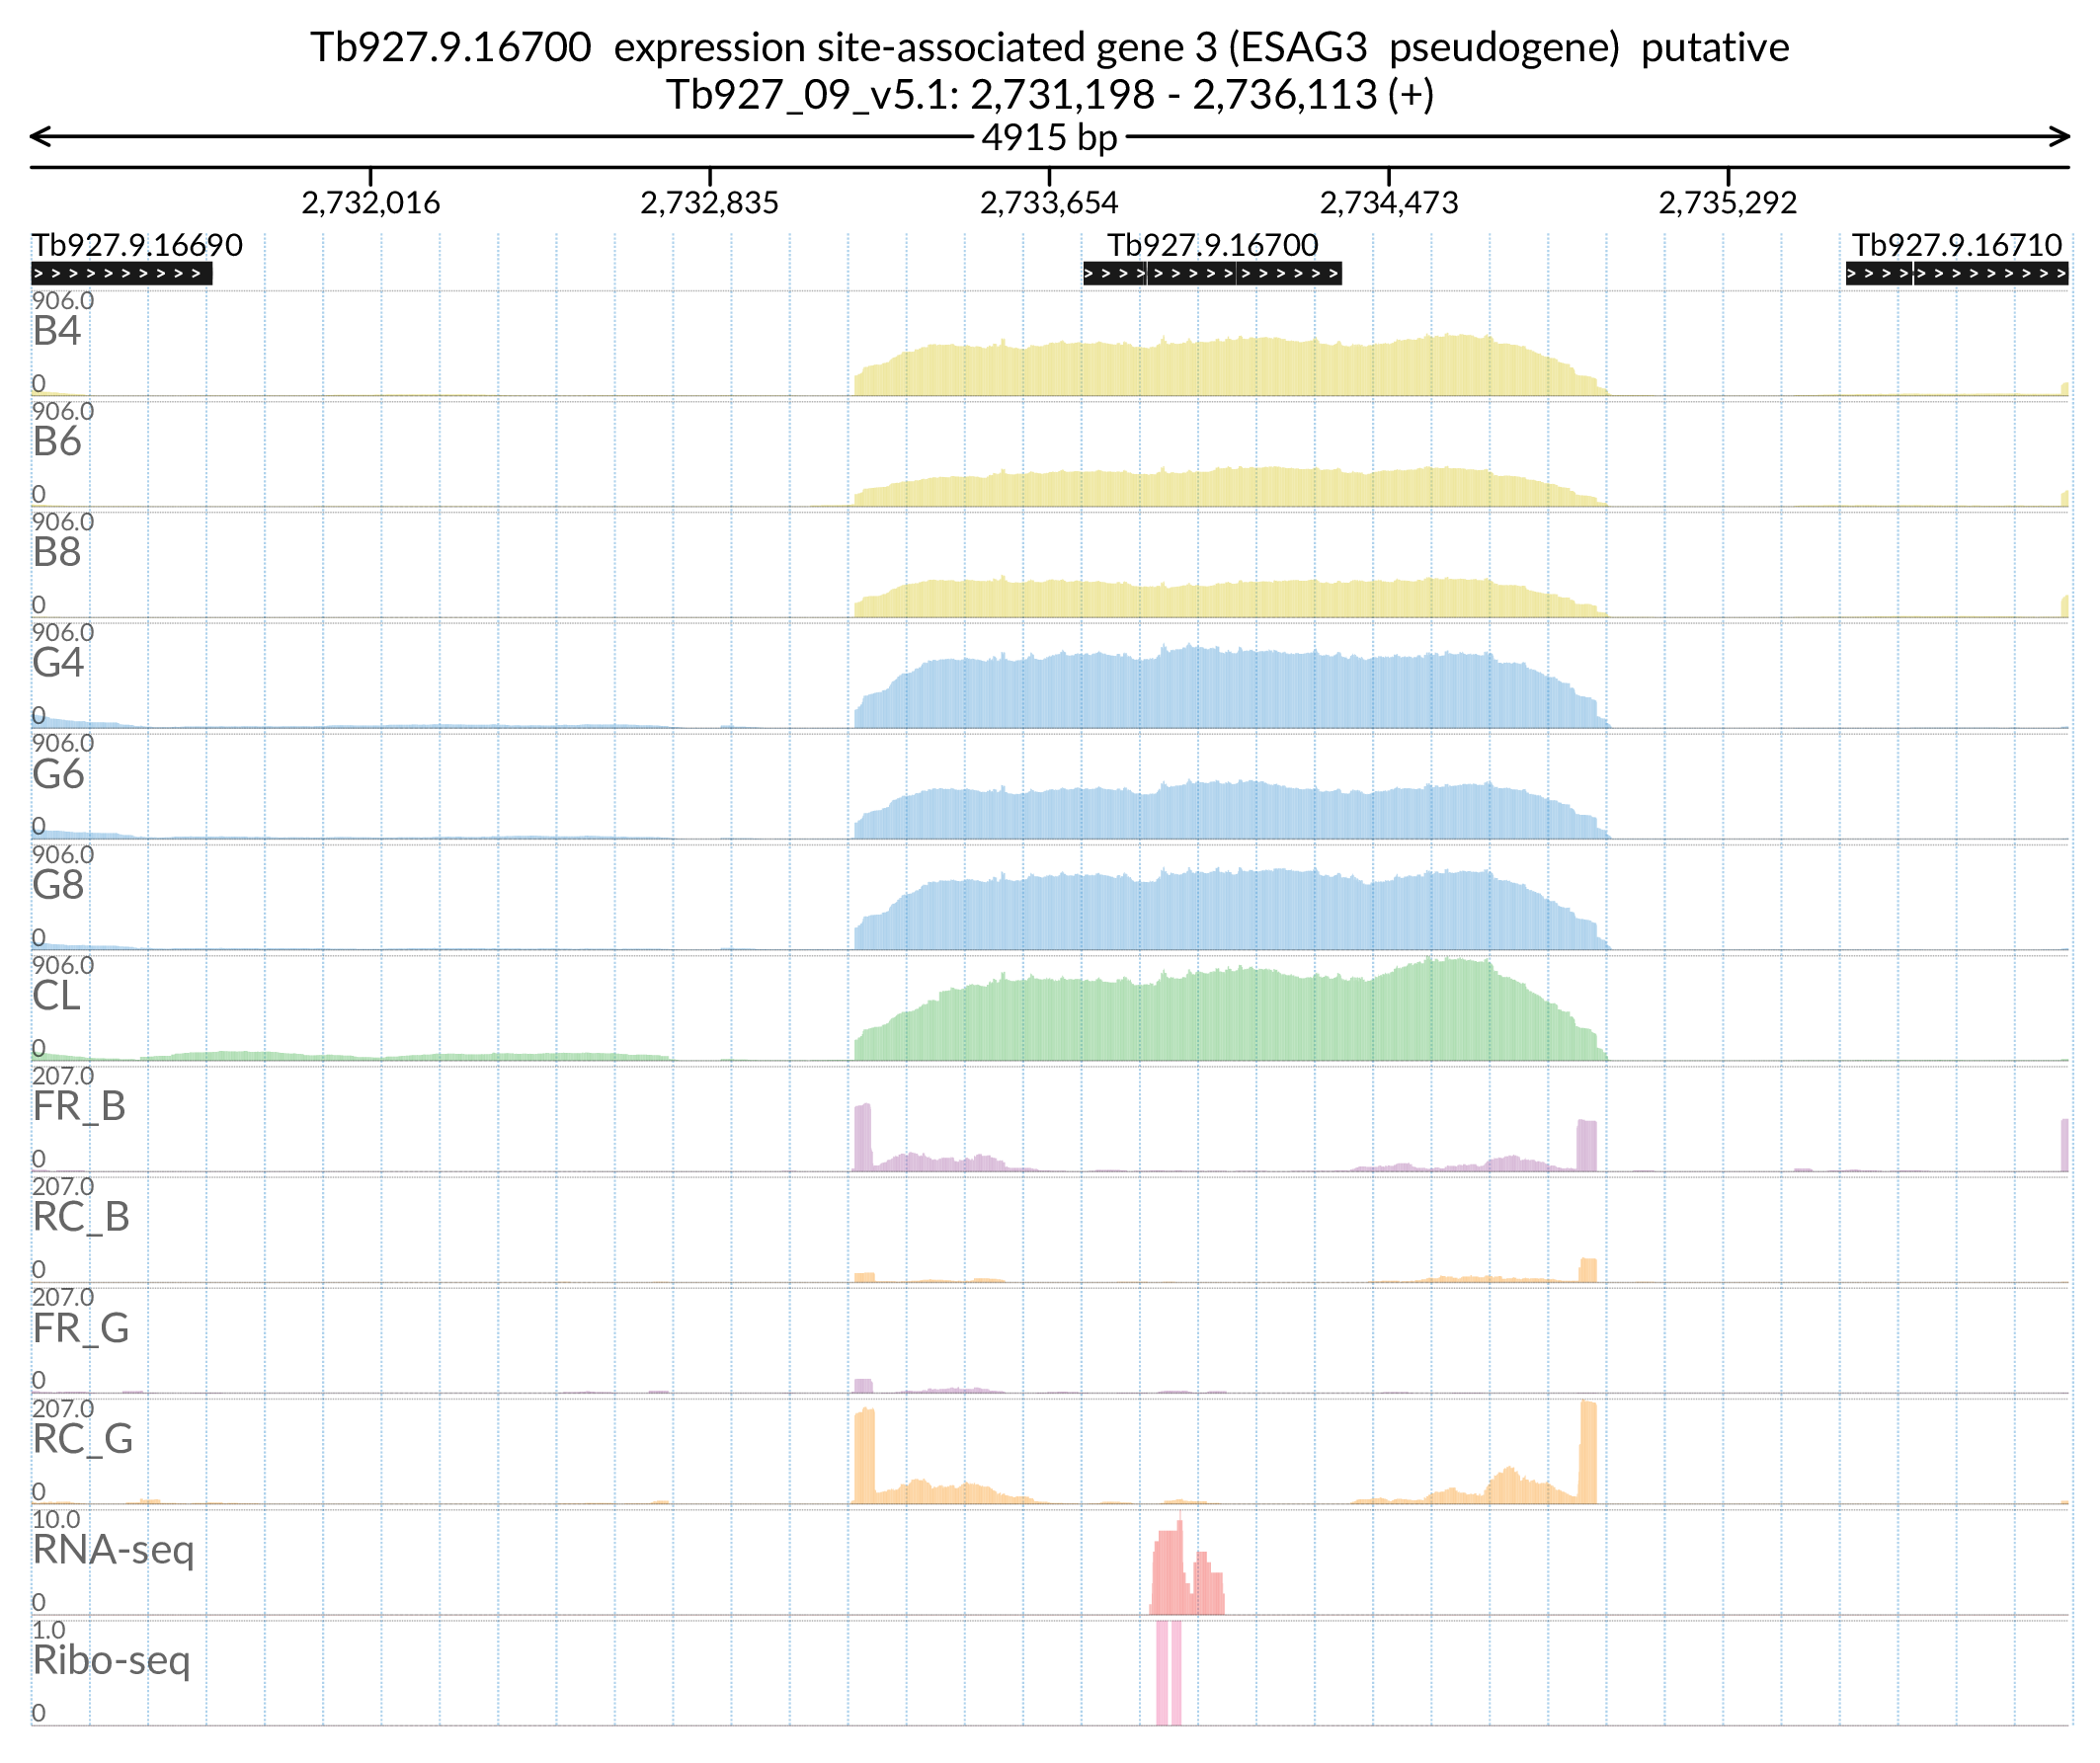 Tb927.9.16700 expression site-associated gene 3 (ESAG3 pseudogene) putative
Tb927_09_v5.1: 2,731,198 - 2,736,113 (+)
4915 bp
2,732,016 2,732,835 2,733,654 2,734,473 2,735,292
Tb927.9.16690 Tb927.9.16700 Tb927.9.16710
906.0
B4
0
906.0
B6
0
906.0
B8
0
906.0
G4
0
906.0
G6
0
906.0
G8
0
906.0
CL
0
207.0
FR_B
0
207.0
RC_B
0
207.0
FR_G
0
207.0
RC_G
0
10.0
RNA-seq
0
1.0
Ribo-seq
0